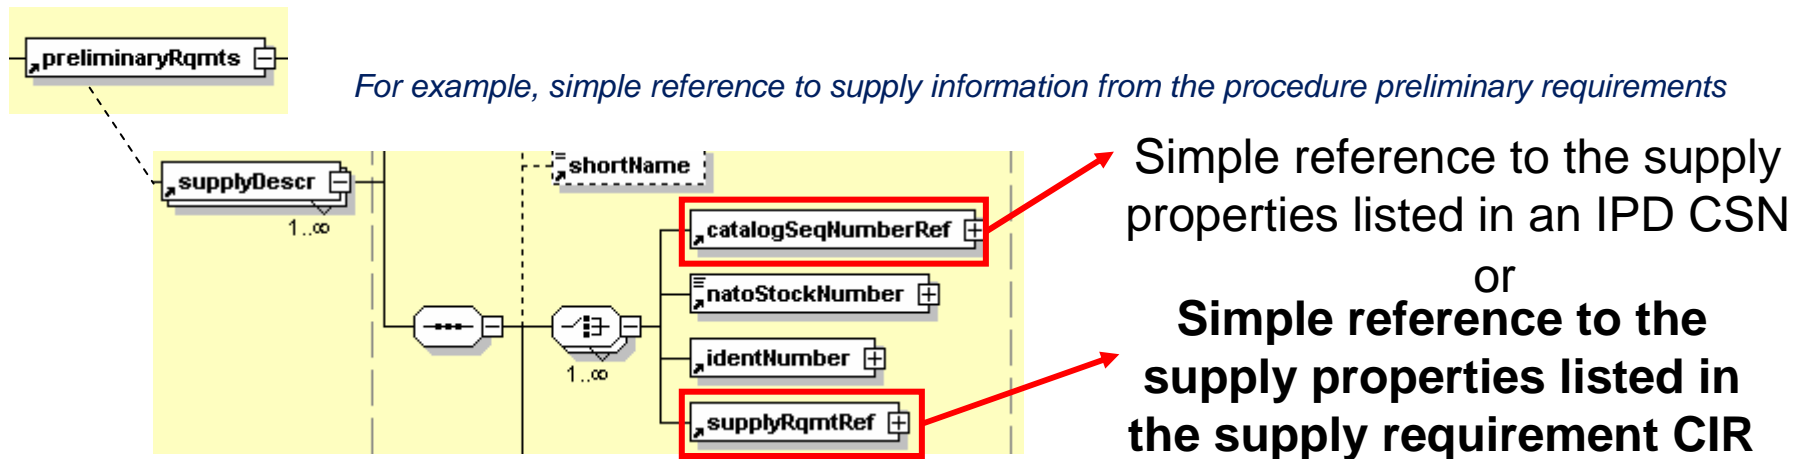 preliminaryRqmts
For example, simple reference to supply information from the procedure preliminary requirements
shortName
supplyDescr
1..∞
catalogSeqNumberRef
natoStockNumber
identNumber
1..∞
supplyRqmtRef
Simple reference to the supply
properties listed in an IPD CSN
or
Simple reference to the
supply properties listed in
the supply requirement CIR